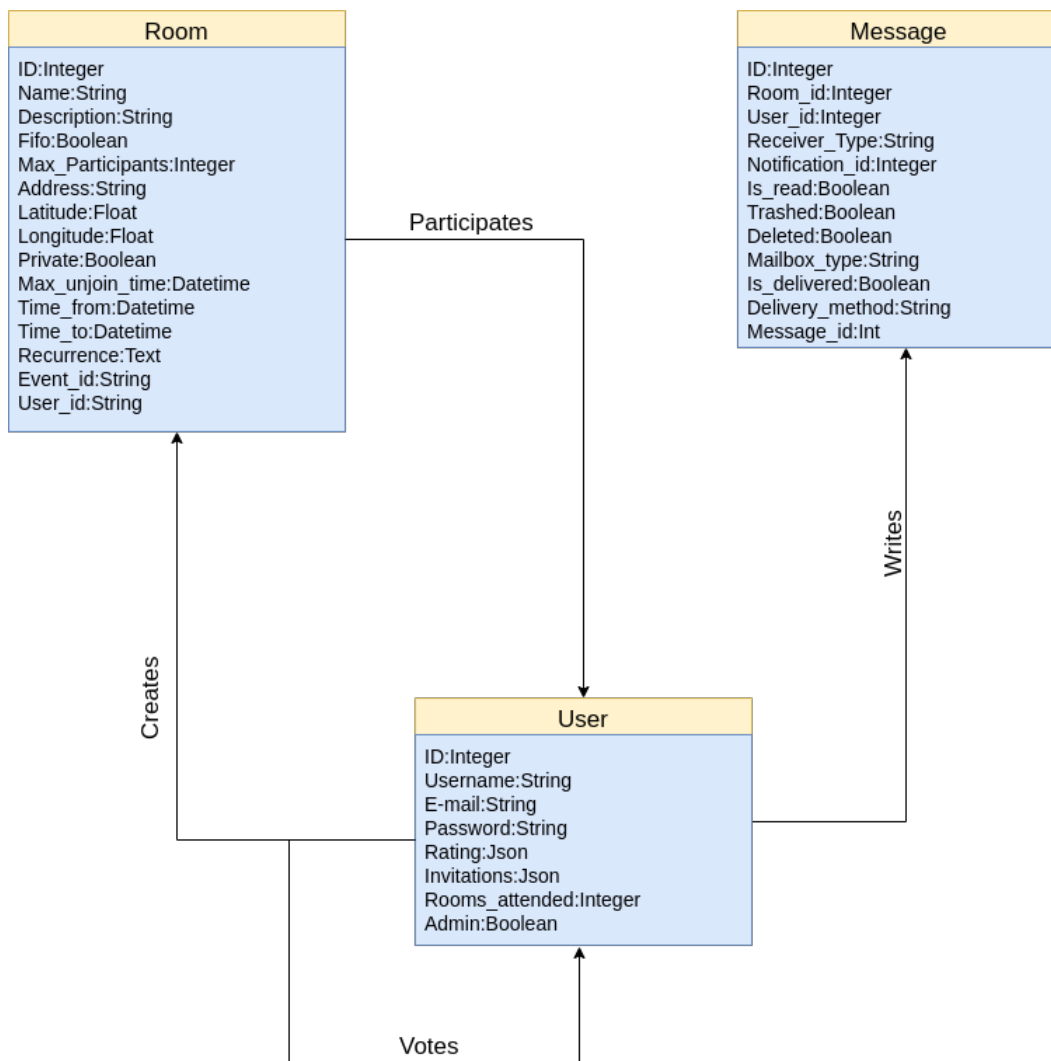 Room
ID:Integer
Name:String
Description:String
Fifo:Boolean
Max_Participants:Integer
Address:String
Latitude:Float
Longitude:Float
Private:Boolean
Max_unjoin_time:Datetime
Time_from:Datetime
Time_to:Datetime
Recurrence:Text
Event_id:String
User_id:String
Message
ID:Integer
Room_id:Integer
User_id:Integer
Receiver_Type:String
Notification_id:Integer
Is_read:Boolean
Trashed:Boolean
Deleted:Boolean
Mailbox_type:String
Is_delivered:Boolean
Delivery_method:String
Message_id:Int
Participates
Writes
Creates
User
ID:Integer
Username:String
E-mail:String
Password:String
Rating:Json
Invitations:Json
Rooms_attended:Integer
Admin:Boolean
Votes